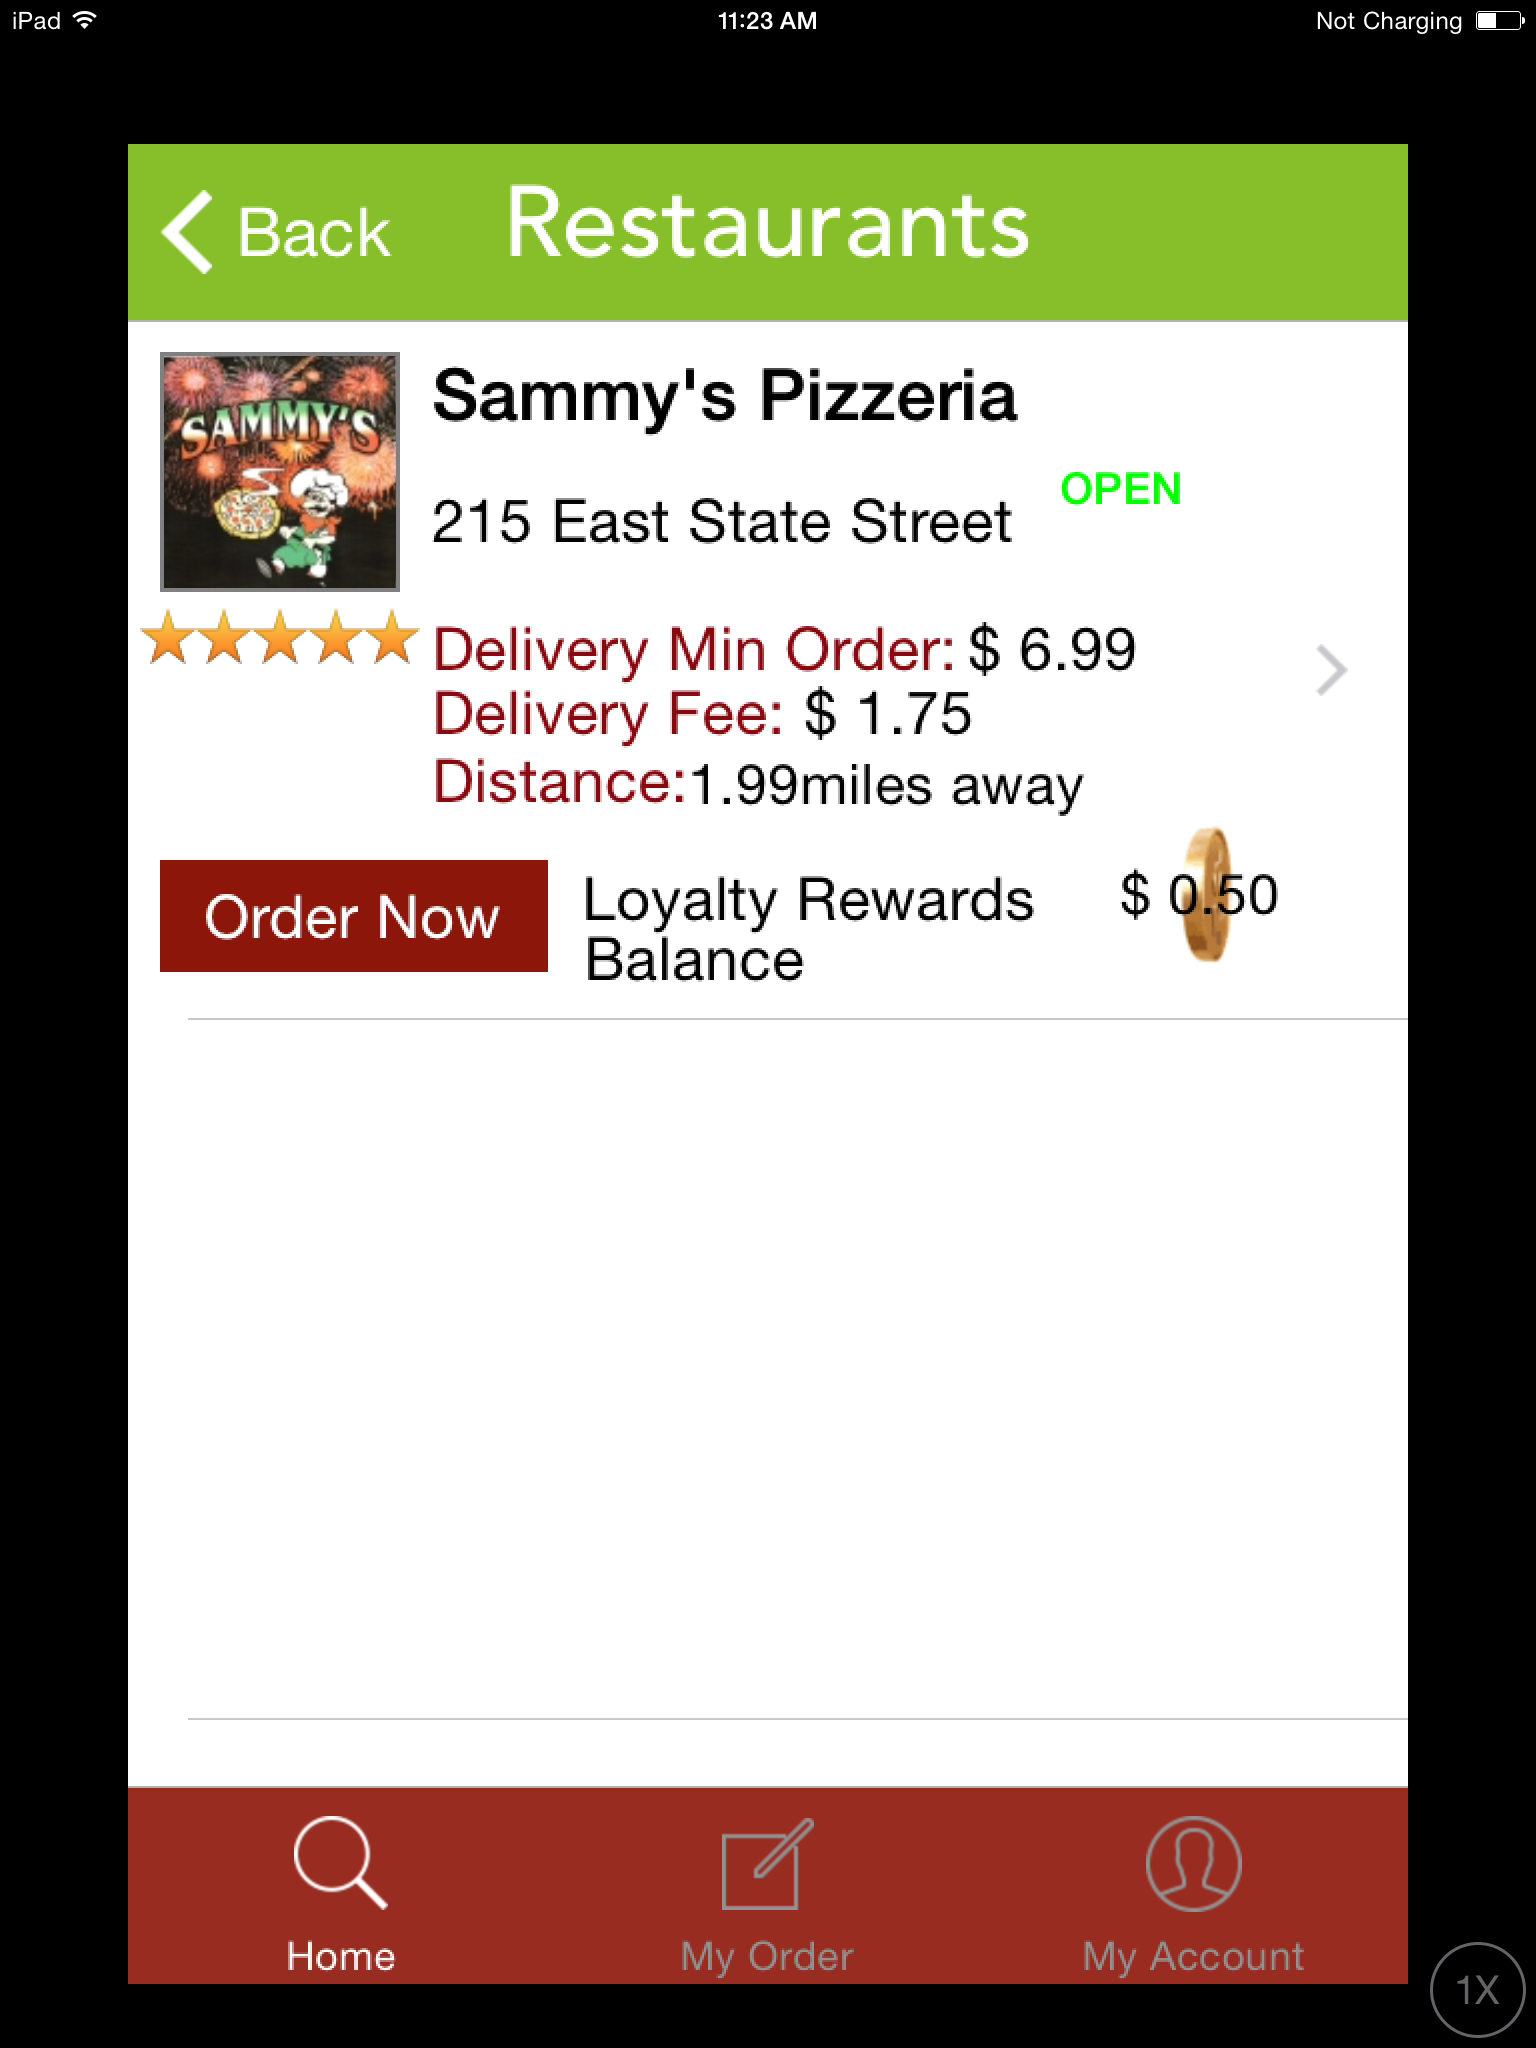 iPad 11:23 AM Not Charging
Back Restaurants
SAMMY'S
Sammy's Pizzeria
OPEN
215 East State Street
Delivery Min Order: $ 6.99
Delivery Fee: $ 1.75
Distance:1.99miles away
Order Now
Loyalty Rewards $ 0.50
Balance
Home My Order My Account
1X